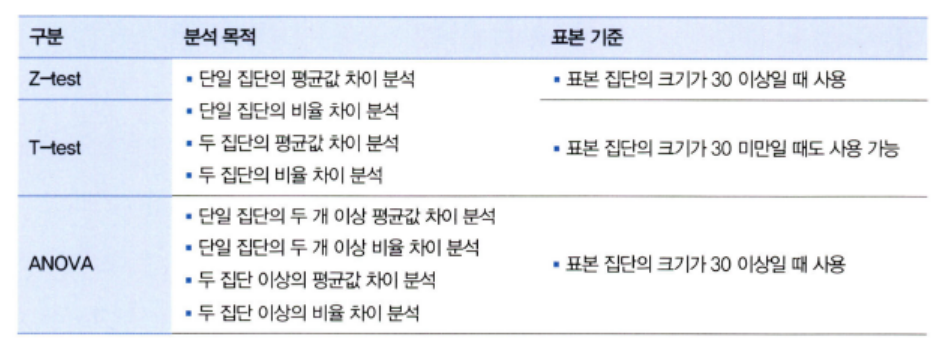 구분 분석 목적 표본 기준
Z-test
▪ 단일 집단의 평균값 차이 분석
▪ 단일 집단의 비율 차이 분석
▪ 두 집단의 평균값 차이 분석
▪ 두 집단의 비율 차이 분석
▪ 표본 집단의 크기가 30 이상일 때 사용
T-test
▪ 표본 집단의 크기가 30 미만일 때도 사용 가능
ANOVA
▪ 단일 집단의 두 개 이상 평균값 차이 분석
▪ 단일 집단의 두 개 이상 비율 차이 분석
▪ 두 집단 이상의 평균값 차이 분석
▪ 두 집단 이상의 비율 차이 분석
▪ 표본 집단의 크기가 30 이상일 때 사용